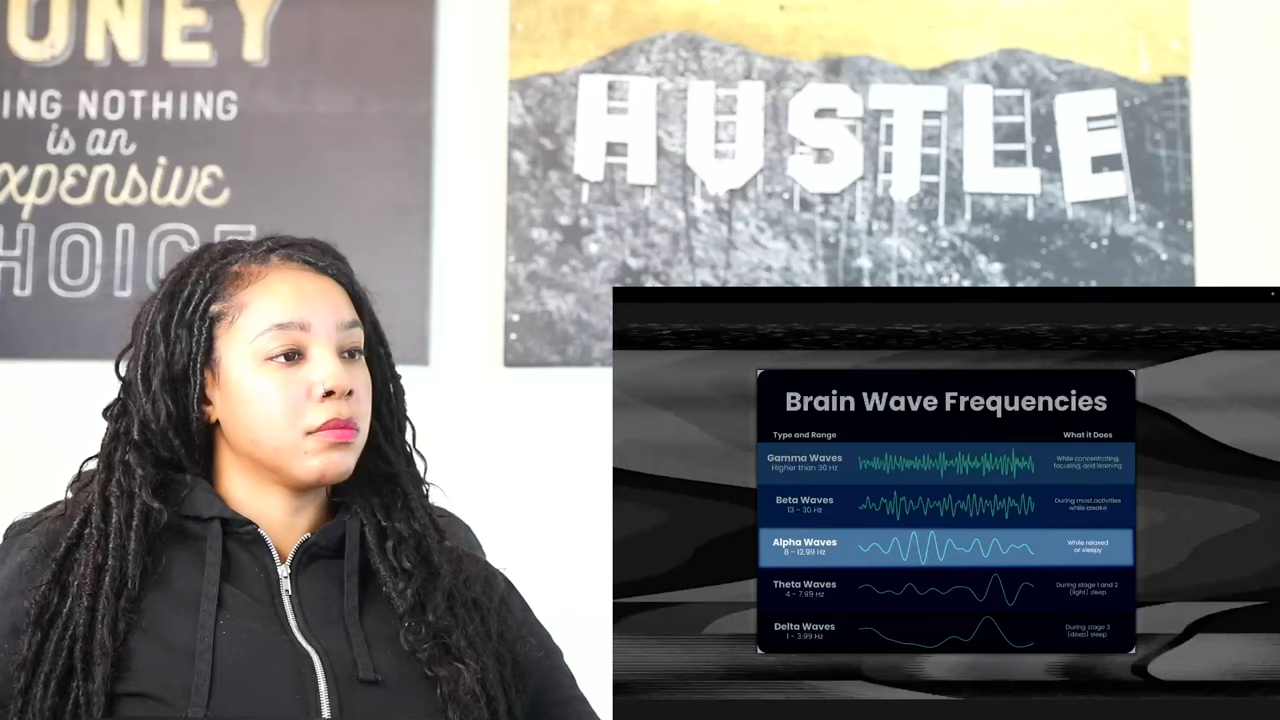 ONEY
ING NOTHING
is an
xpensive
HOICE
HUSTLE
Brain Wave Frequencies
Type and Range
What it Does
Gamma Waves
Higher than 30 Hz
While concentrating,
focusing, and learning
Beta Waves
13 - 30 Hz
During most activities
while awake
Alpha Waves
8 - 12.99 Hz
While relaxed
or sleepy
Theta Waves
4 - 7.99 Hz
During stage 1 and 2
(light) sleep
Delta Waves
1 - 3.99 Hz
During stage 3
(deep) sleep